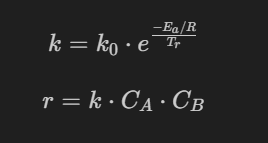 k = k₀ · e^((-Eₐ/R)/Tᵣ)
r = k · C_A · C_B